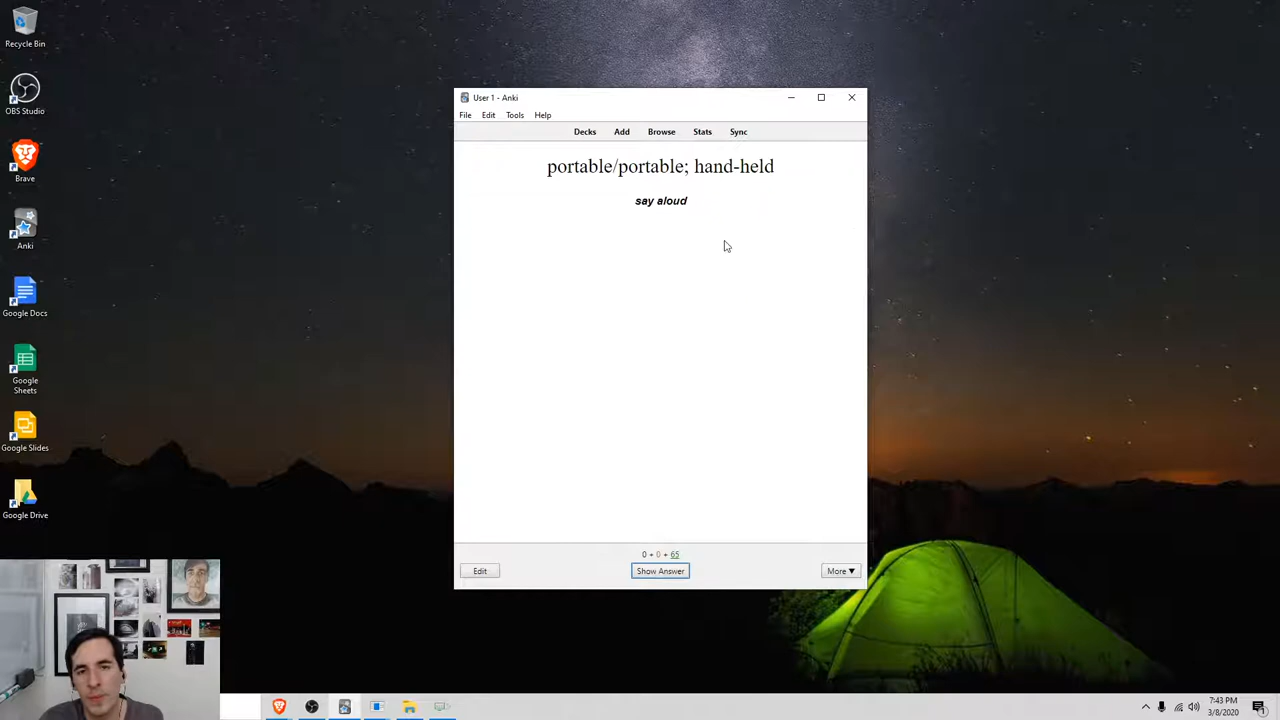 Recycle Bin
OBS Studio
Brave
Anki
Google Docs
Google
Sheets
Google Slides
Google Drive
User 1 - Anki
File Edit Tools Help
Decks Add Browse Stats Sync
portable/portable; hand-held
say aloud
0 + 0 + 65
Edit
Show Answer
More ▼
7:43 PM
3/8/2020